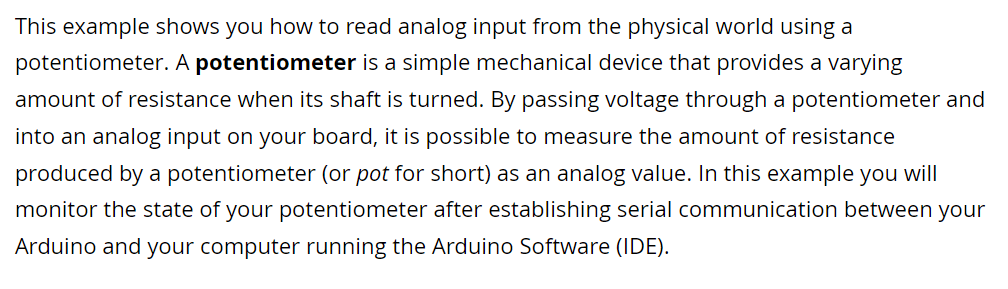 This example shows you how to read analog input from the physical world using a
potentiometer. A potentiometer is a simple mechanical device that provides a varying
amount of resistance when its shaft is turned. By passing voltage through a potentiometer and
into an analog input on your board, it is possible to measure the amount of resistance
produced by a potentiometer (or pot for short) as an analog value. In this example you will
monitor the state of your potentiometer after establishing serial communication between your
Arduino and your computer running the Arduino Software (IDE).